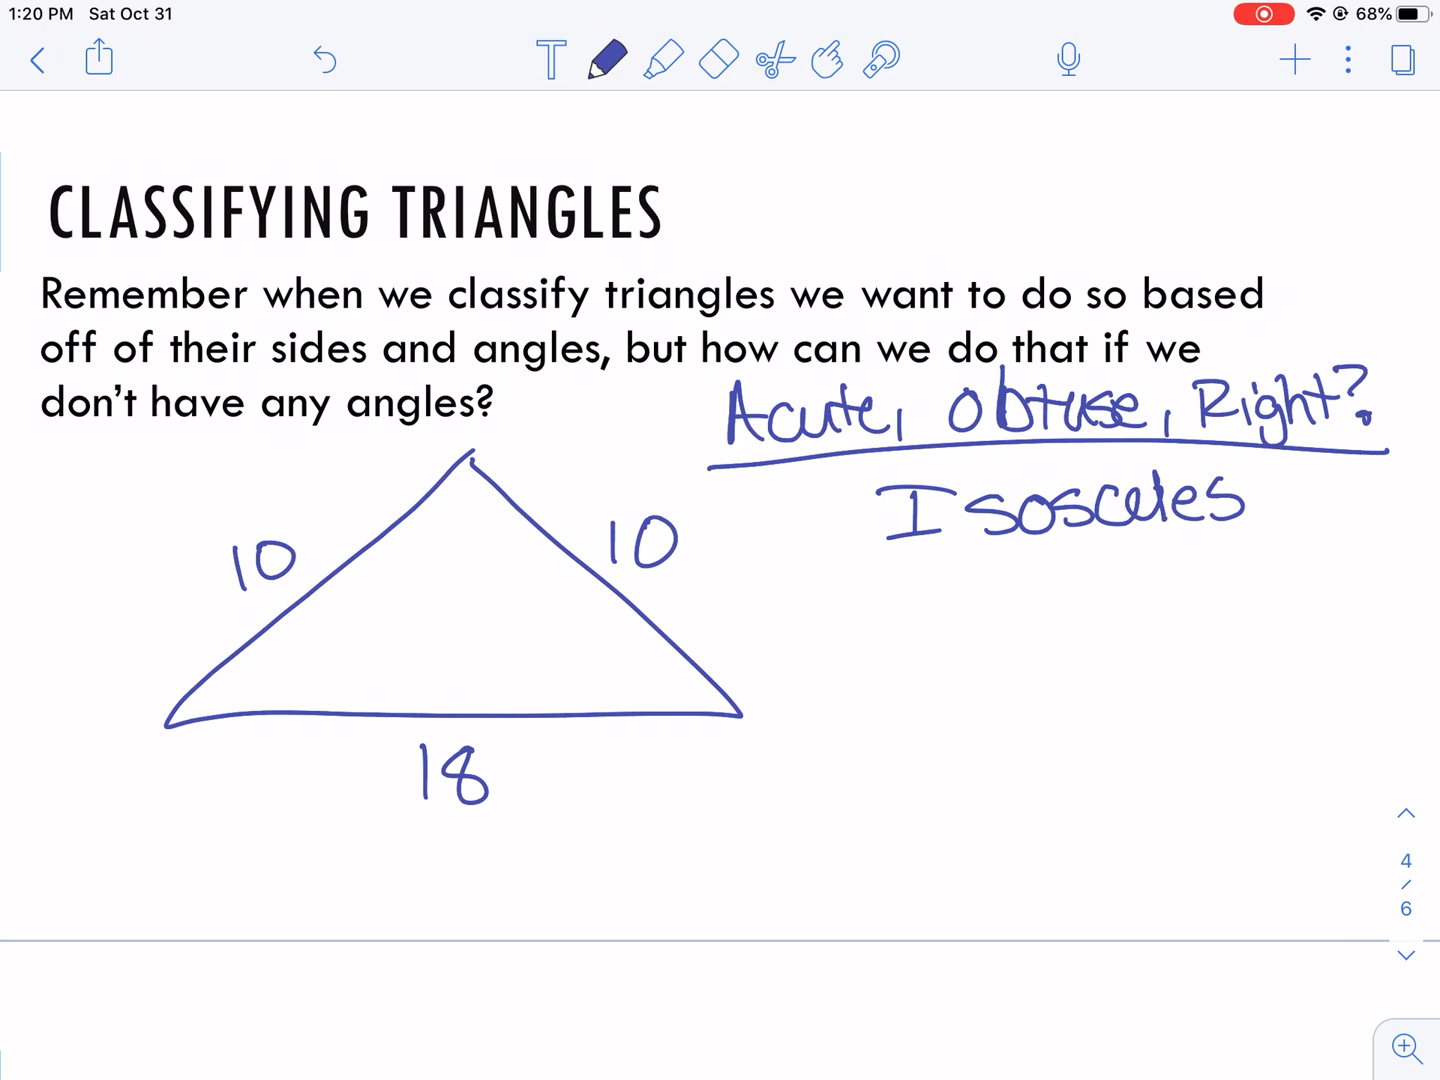 1:20 PM Sat Oct 31
68%
T
CLASSIFYING TRIANGLES
Remember when we classify triangles we want to do so based
off of their sides and angles, but how can we do that if we
don't have any angles?
Acute, Obtuse, Right?
Isosceles
10
10
18
4
/
6